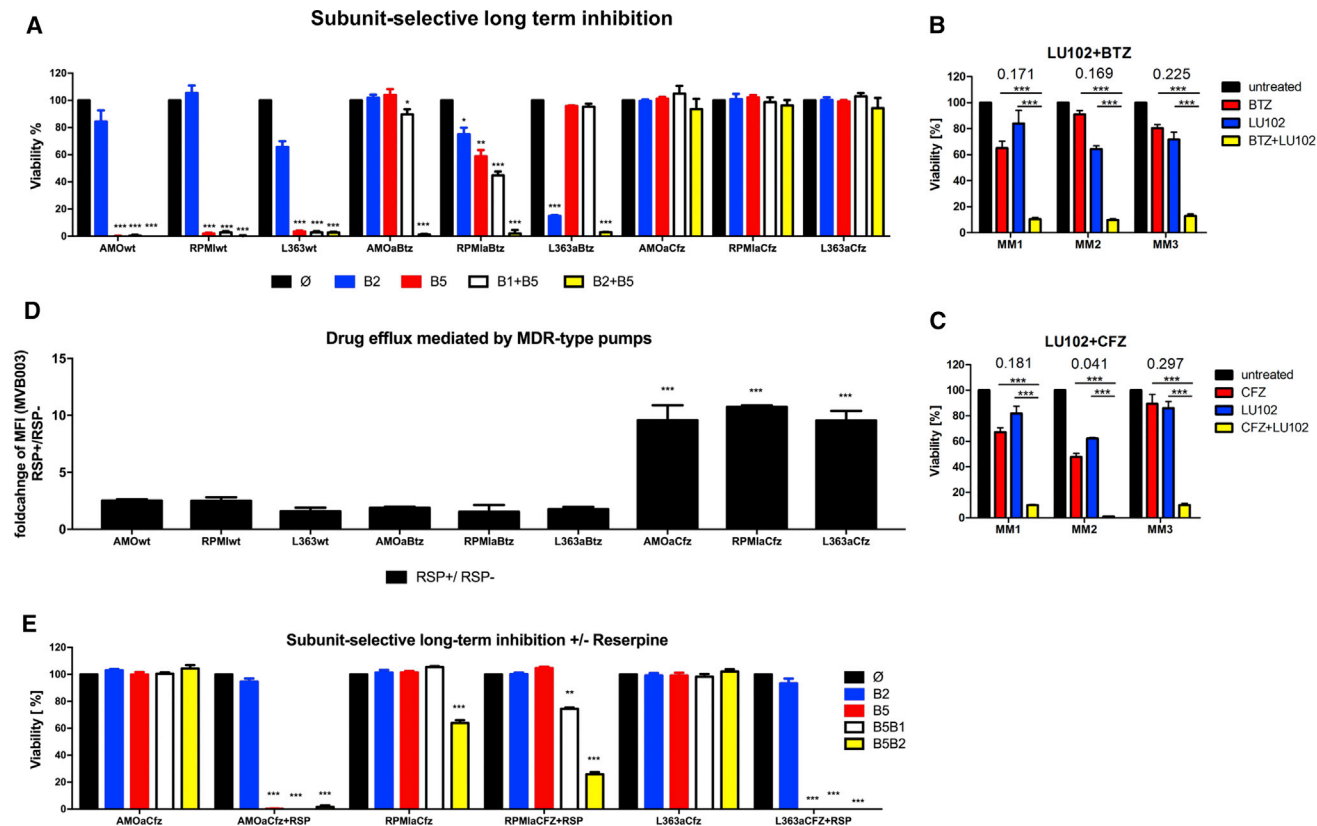 A
Subunit-selective long term inhibition
Viability %
120
100
80
60
40
20
0
* ** *** * *** *** *** *** *** *** *** *** *** *** *** *** *** ***
AMOwt RPMIwt L363wt AMOaBtz RPMIaBtz L363aBtz AMOaCfz RPMIaCfz L363aCfz
Ø B2 B5 B1+B5 B2+B5
B
LU102+BTZ
0.171 0.169 0.225
*** *** ***
*** *** ***
Viability [%]
120
100
80
60
40
20
0
MM1 MM2 MM3
untreated
BTZ
LU102
BTZ+LU102
D
Drug efflux mediated by MDR-type pumps
foldcahnge of MFI (MVB003)
RSP+/RSP-
15
10
5
0
*** *** ***
AMOwt RPMIwt L363wt AMOaBtz RPMIaBtz L363aBtz AMOaCfz RPMIaCfz L363aCfz
RSP+/ RSP-
C
LU102+CFZ
0.181 0.041 0.297
*** *** ***
*** *** ***
Viability [%]
120
100
80
60
40
20
0
MM1 MM2 MM3
untreated
CFZ
LU102
CFZ+LU102
E
Subunit-selective long-term inhibition +/- Reserpine
Viability [ %]
120
100
80
60
40
20
0
*** *** *** *** ** *** *** *** ***
AMOaCfz AMOaCfz+RSP RPMIaCfz RPMIaCFZ+RSP L363aCfz L363aCFZ+RSP
Ø
B2
B5
B5B1
B5B2